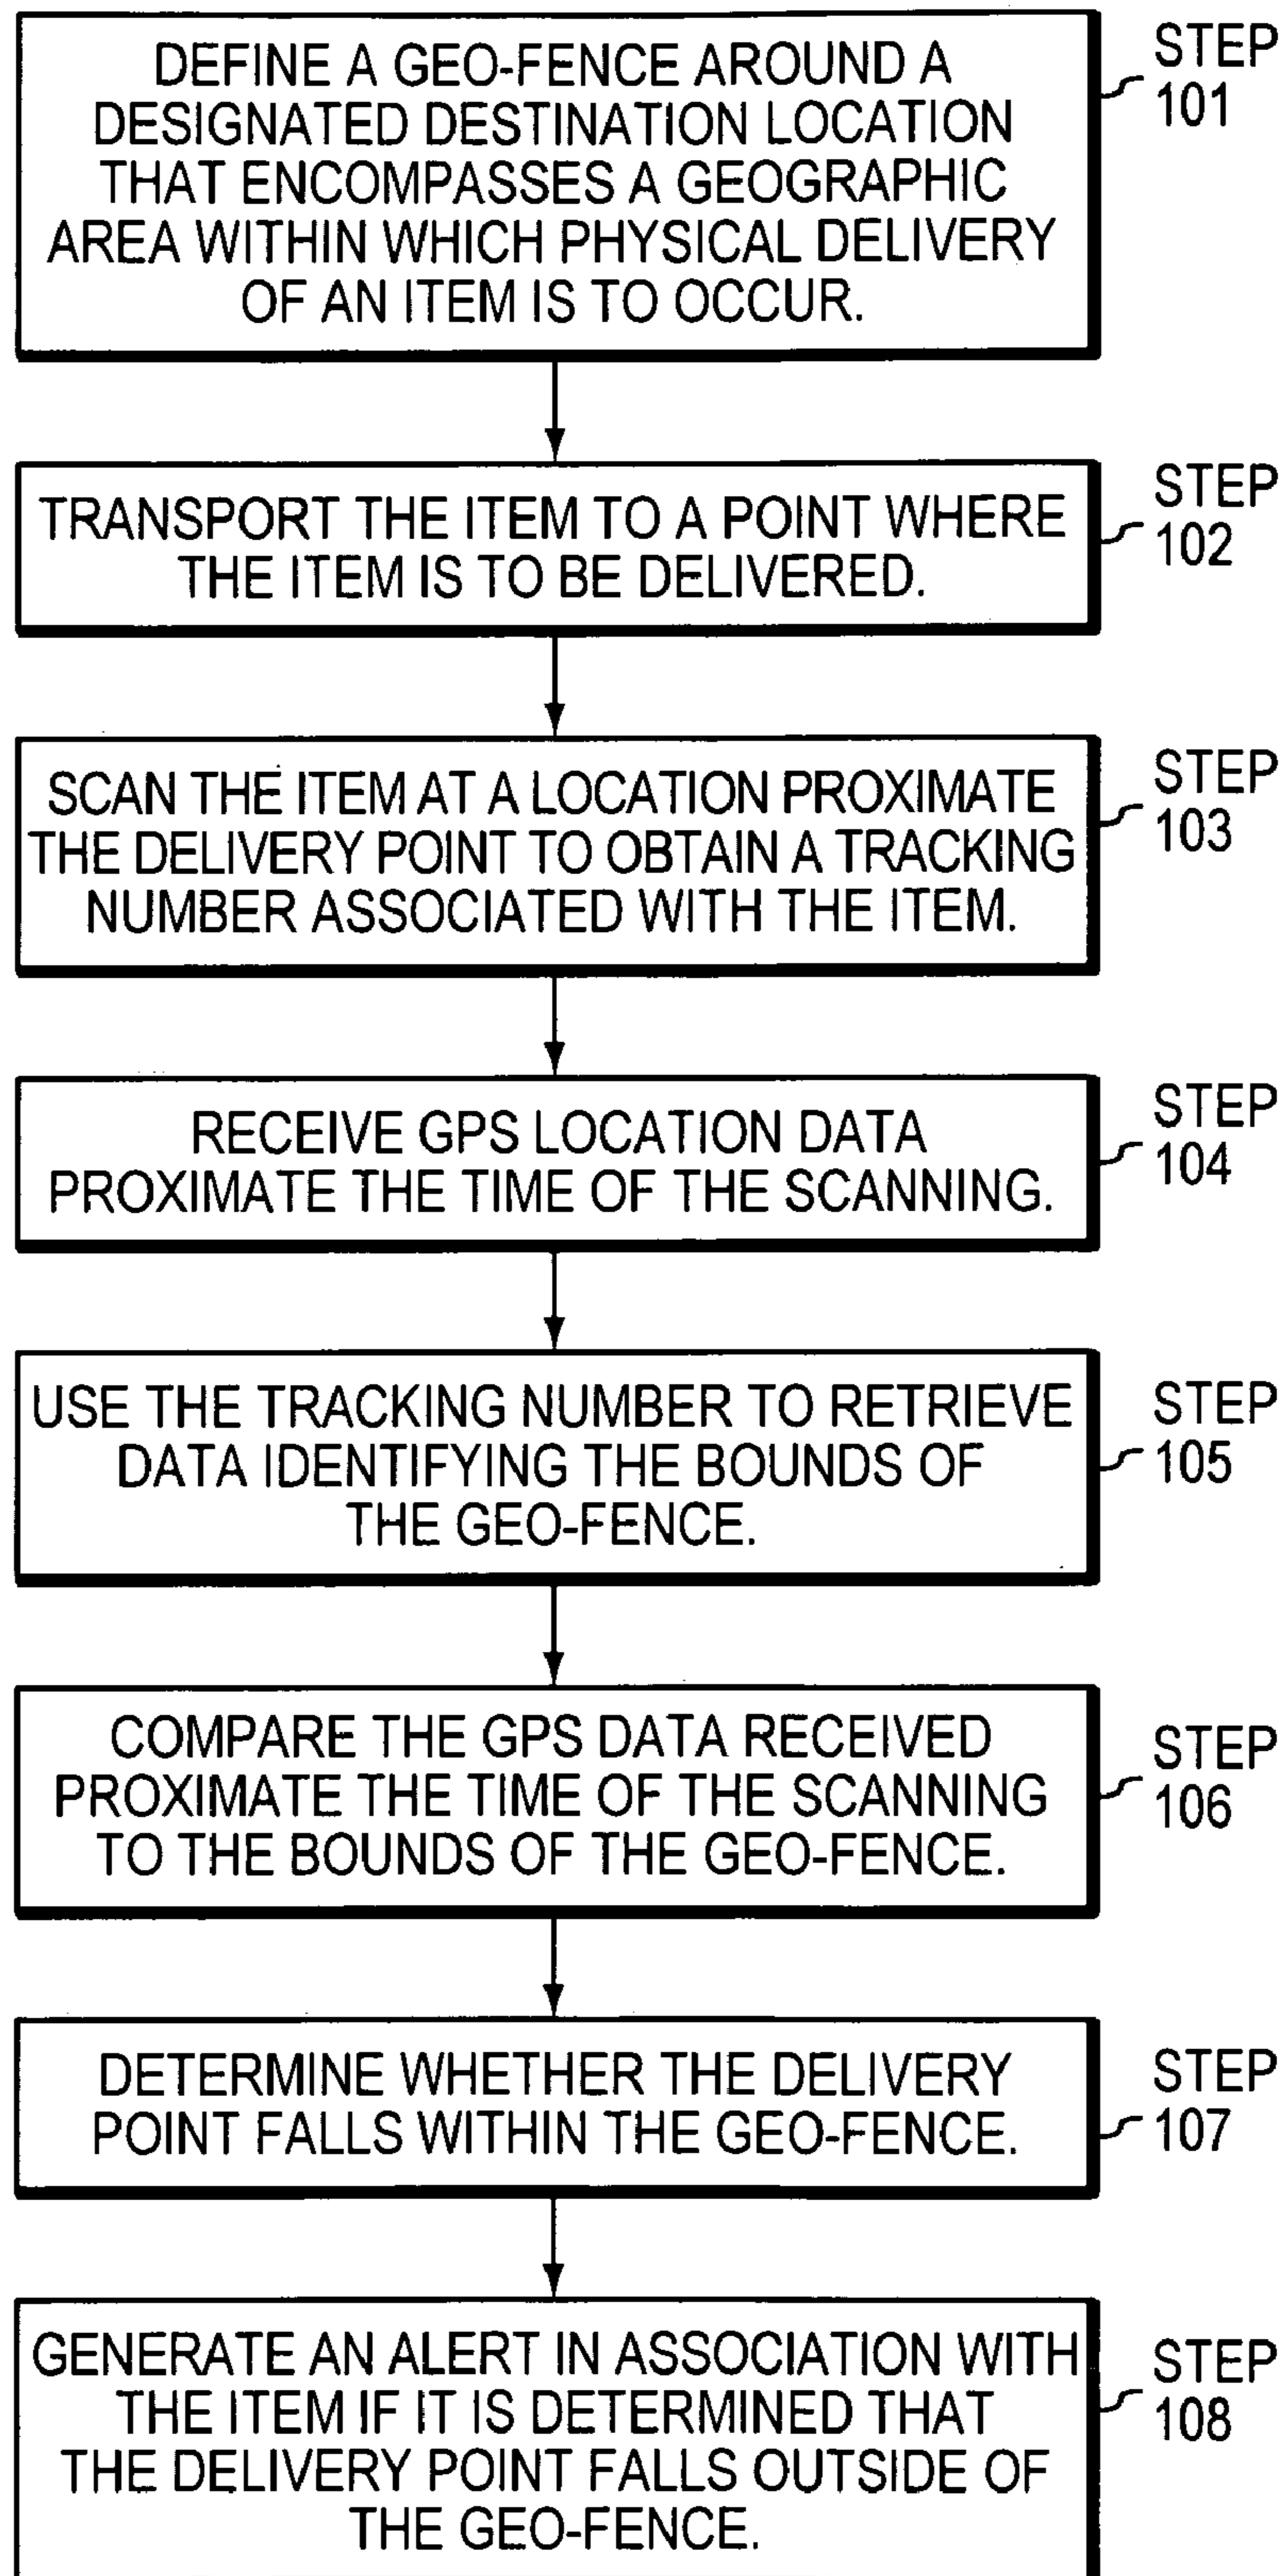 DEFINE A GEO-FENCE AROUND A
DESIGNATED DESTINATION LOCATION
THAT ENCOMPASSES A GEOGRAPHIC
AREA WITHIN WHICH PHYSICAL DELIVERY
OF AN ITEM IS TO OCCUR.
STEP
101
TRANSPORT THE ITEM TO A POINT WHERE
THE ITEM IS TO BE DELIVERED.
STEP
102
SCAN THE ITEM AT A LOCATION PROXIMATE
THE DELIVERY POINT TO OBTAIN A TRACKING
NUMBER ASSOCIATED WITH THE ITEM.
STEP
103
RECEIVE GPS LOCATION DATA
PROXIMATE THE TIME OF THE SCANNING.
STEP
104
USE THE TRACKING NUMBER TO RETRIEVE
DATA IDENTIFYING THE BOUNDS OF
THE GEO-FENCE.
STEP
105
COMPARE THE GPS DATA RECEIVED
PROXIMATE THE TIME OF THE SCANNING
TO THE BOUNDS OF THE GEO-FENCE.
STEP
106
DETERMINE WHETHER THE DELIVERY
POINT FALLS WITHIN THE GEO-FENCE.
STEP
107
GENERATE AN ALERT IN ASSOCIATION WITH
THE ITEM IF IT IS DETERMINED THAT
THE DELIVERY POINT FALLS OUTSIDE OF
THE GEO-FENCE.
STEP
108